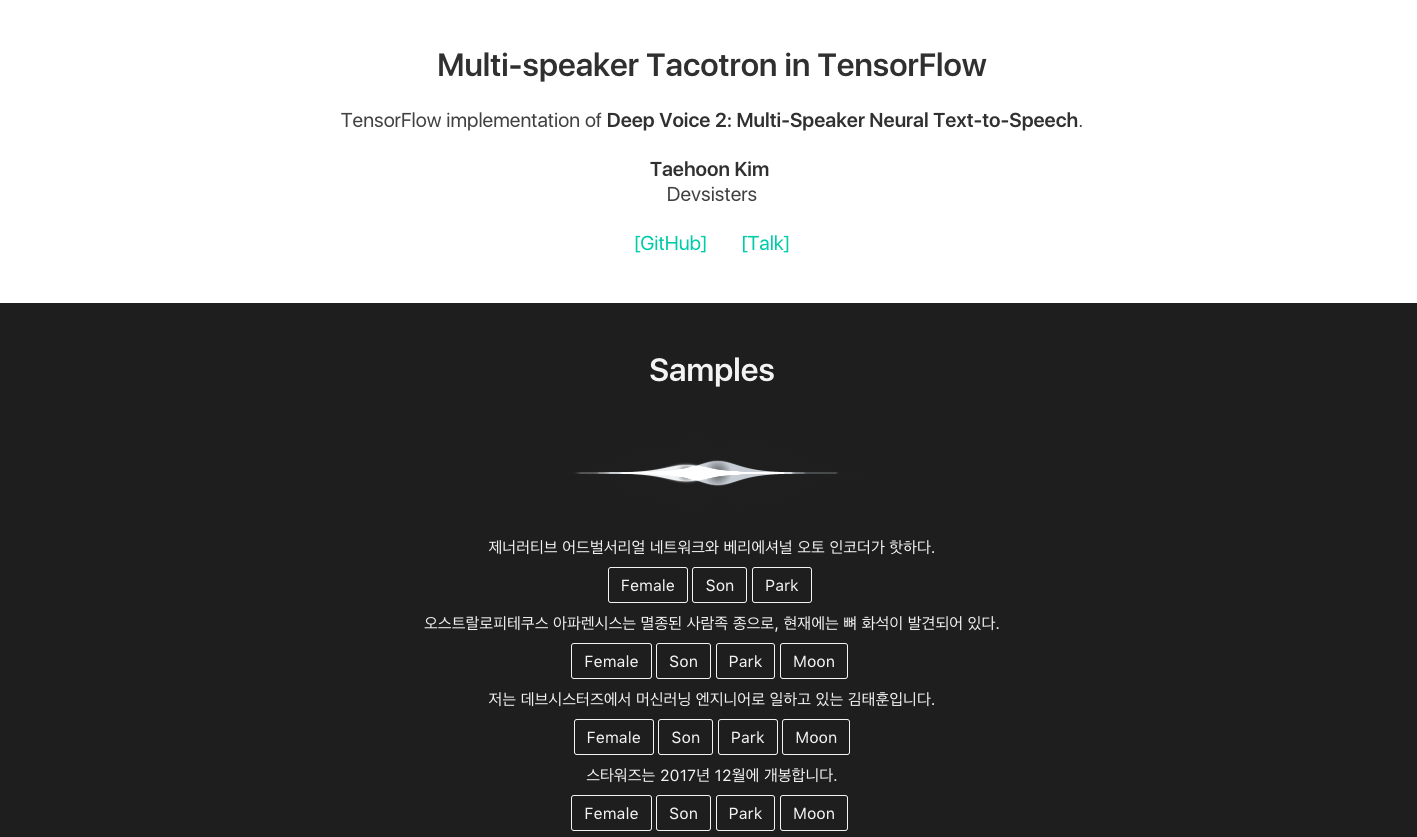 Multi-speaker Tacotron in TensorFlow
TensorFlow implementation of Deep Voice 2: Multi-Speaker Neural Text-to-Speech.
Taehoon Kim
Devsisters
[GitHub] [Talk]
Samples
제너러티브 어드벌서리얼 네트워크와 베리에셔널 오토 인코더가 핫하다.
Female Son Park
오스트랄로피테쿠스 아파렌시스는 멸종된 사람족 종으로, 현재에는 뼈 화석이 발견되어 있다.
Female Son Park Moon
저는 데브시스터즈에서 머신러닝 엔지니어로 일하고 있는 김태훈입니다.
Female Son Park Moon
스타워즈는 2017년 12월에 개봉합니다.
Female Son Park Moon